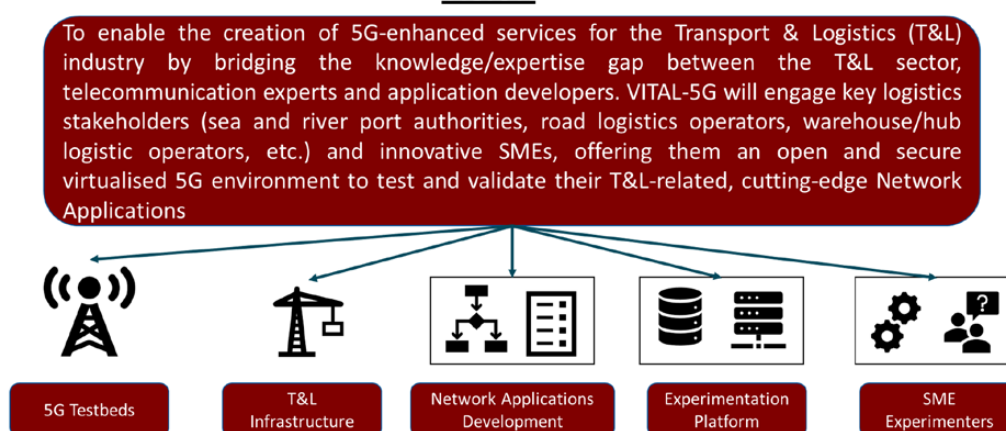 To enable the creation of 5G-enhanced services for the Transport & Logistics (T&L)
industry by bridging the knowledge/expertise gap between the T&L sector,
telecommunication experts and application developers. VITAL-5G will engage key logistics
stakeholders (sea and river port authorities, road logistics operators, warehouse/hub
logistic operators, etc.) and innovative SMEs, offering them an open and secure
virtualised 5G environment to test and validate their T&L-related, cutting-edge Network
Applications
?
5G Testbeds
T&L
Infrastructure
Network Applications
Development
Experimentation
Platform
SME
Experimenters